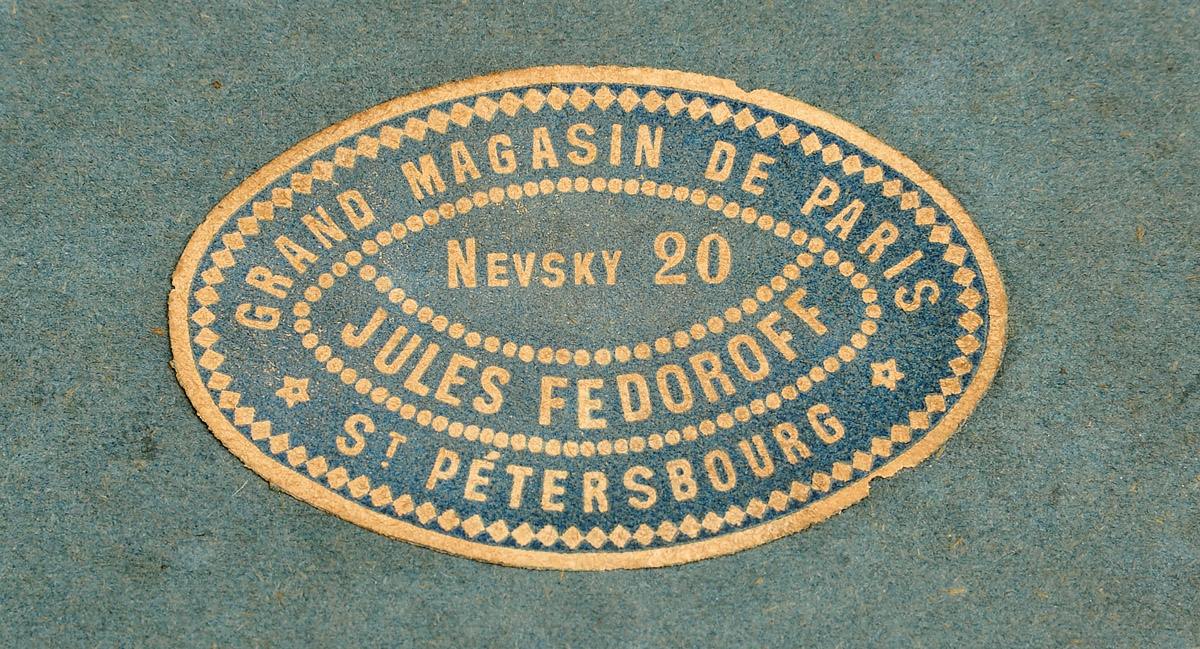 GRAND MAGASIN DE PARIS
NEVSKY 20
JULES FEDOROFF
ST PÉTERSBOURG